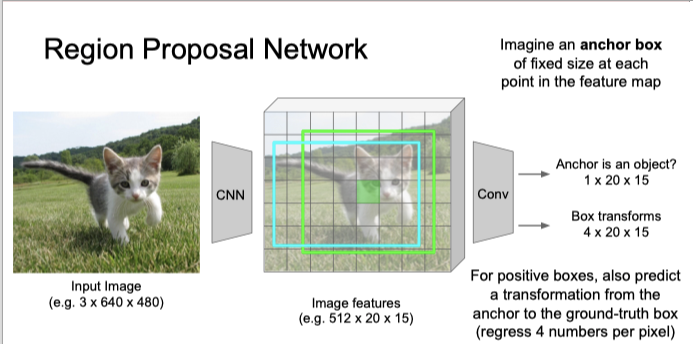 Region Proposal Network
Imagine an anchor box
of fixed size at each
point in the feature map
CNN
Conv
Anchor is an object?
1 x 20 x 15
Box transforms
4 x 20 x 15
Input Image
(e.g. 3 x 640 x 480)
Image features
(e.g. 512 x 20 x 15)
For positive boxes, also predict
a transformation from the
anchor to the ground-truth box
(regress 4 numbers per pixel)